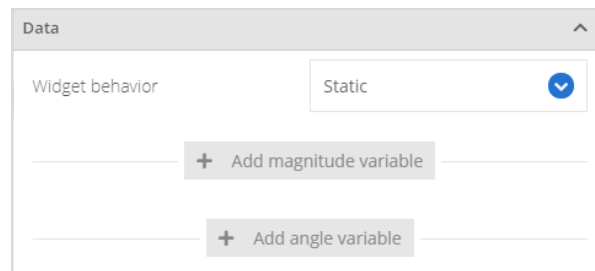 Data
Widget behavior Static
+ Add magnitude variable
+ Add angle variable